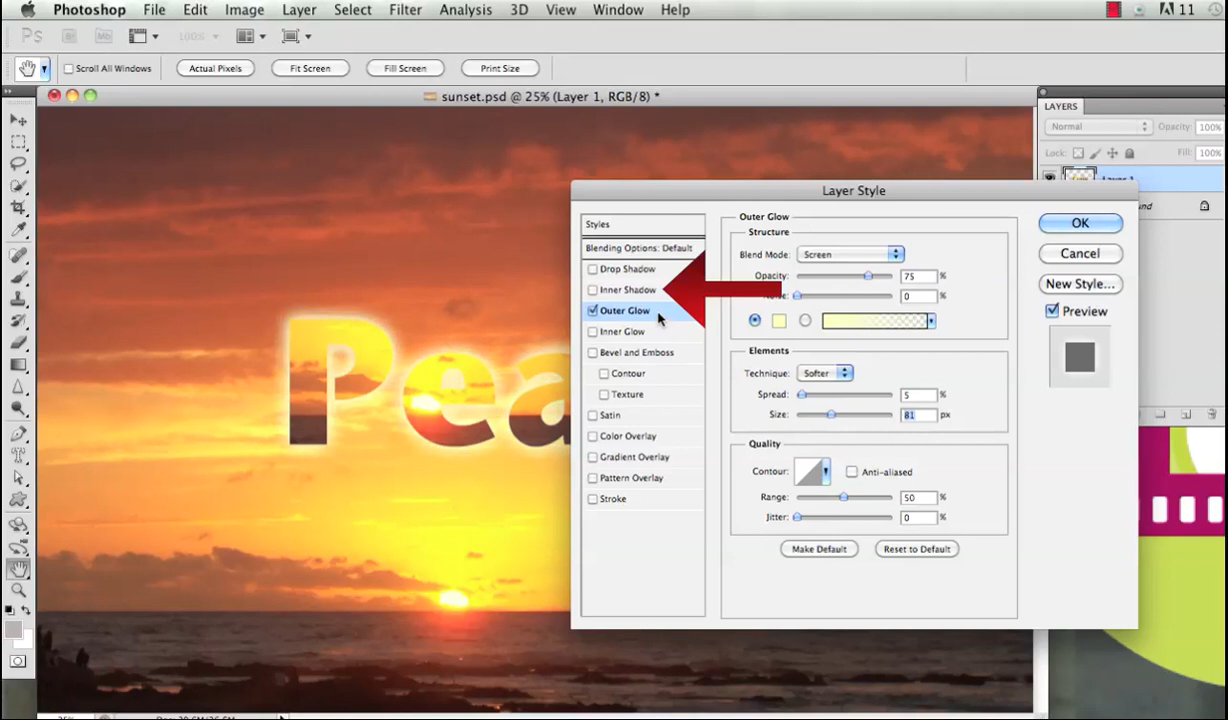 Photoshop File Edit Image Layer Select Filter Analysis 3D View Window Help 11
Ps Br Mb 100%
Scroll All Windows Actual Pixels Fit Screen Fill Screen Print Size
sunset.psd @ 25% (Layer 1, RGB/8) *
LAYERS
Normal Opacity: 100%
Lock: Fill: 100%
Layer Style
Styles
Blending Options: Default
Drop Shadow
Inner Shadow
Outer Glow
Inner Glow
Bevel and Emboss
Contour
Texture
Satin
Color Overlay
Gradient Overlay
Pattern Overlay
Stroke
Outer Glow
Structure
Blend Mode: Screen
Opacity: 75 %
0 %
Elements
Technique: Softer
Spread: 5 %
Size: 81 px
Quality
Contour: Anti-aliased
Range: 50 %
Jitter: 0 %
Make Default Reset to Default
OK
Cancel
New Style...
Preview
Pea